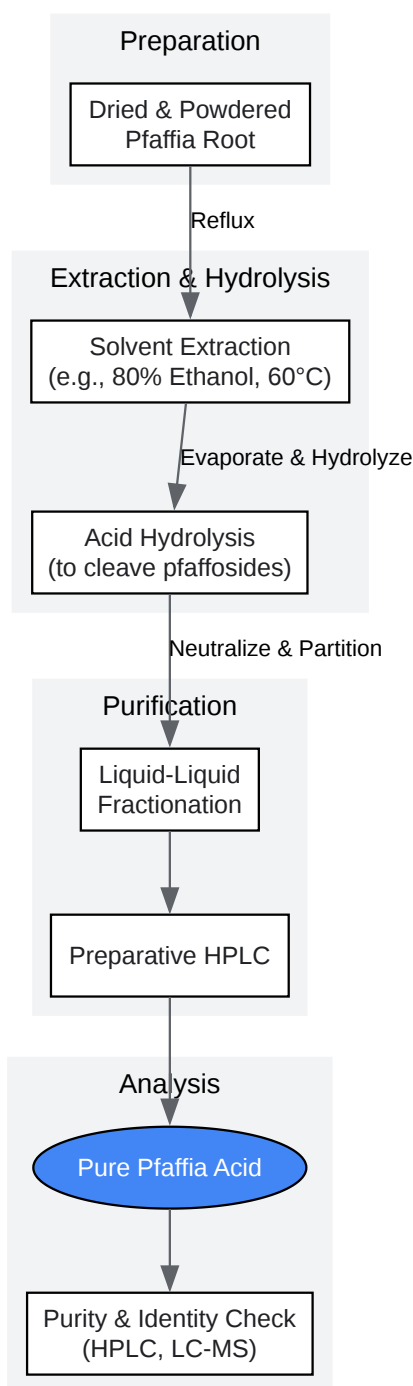 Preparation
Dried & Powdered
Pfaffia Root
Reflux
Extraction & Hydrolysis
Solvent Extraction
(e.g., 80% Ethanol, 60°C)
Evaporate & Hydrolyze
Acid Hydrolysis
(to cleave pfaffosides)
Neutralize & Partition
Purification
Liquid-Liquid
Fractionation
Preparative HPLC
Analysis
Pure Pfaffia Acid
Purity & Identity Check
(HPLC, LC-MS)